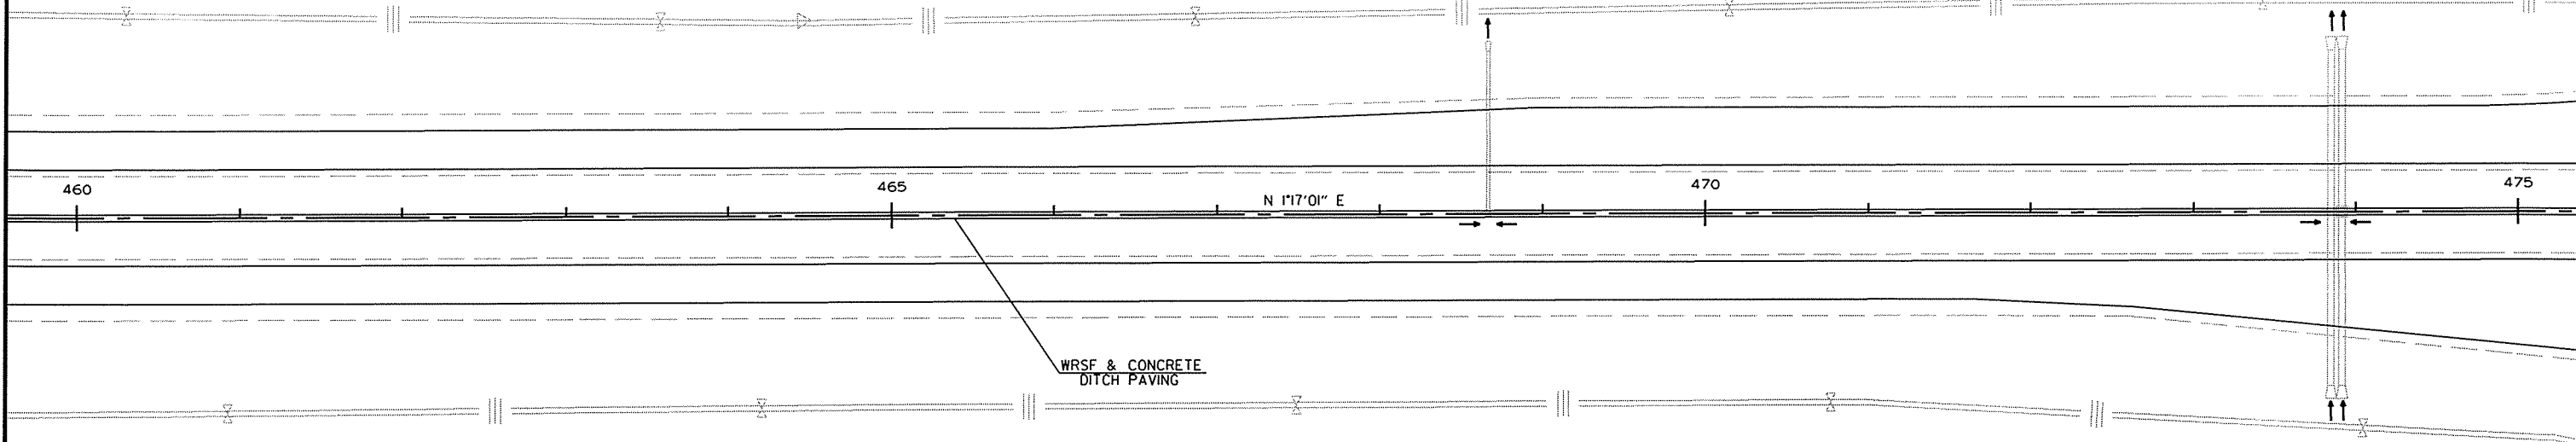 460
465
470
475
N 1°17'01" E
WRSF & CONCRETE
DITCH PAVING